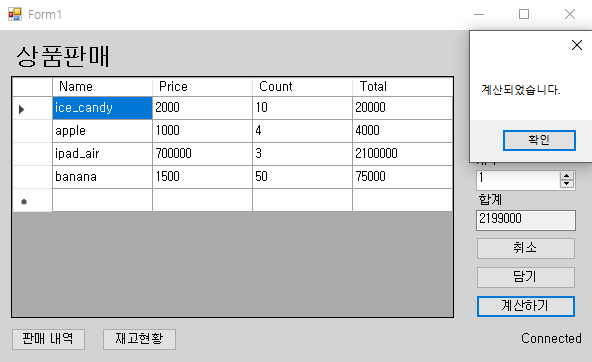 Form1
상품판매
Name Price Count Total
ice_candy 2000 10 20000
apple 1000 4 4000
ipad_air 700000 3 2100000
banana 1500 50 75000
계산되었습니다.
확인
1
합계
2199000
취소
담기
계산하기
판매 내역 재고현황 Connected